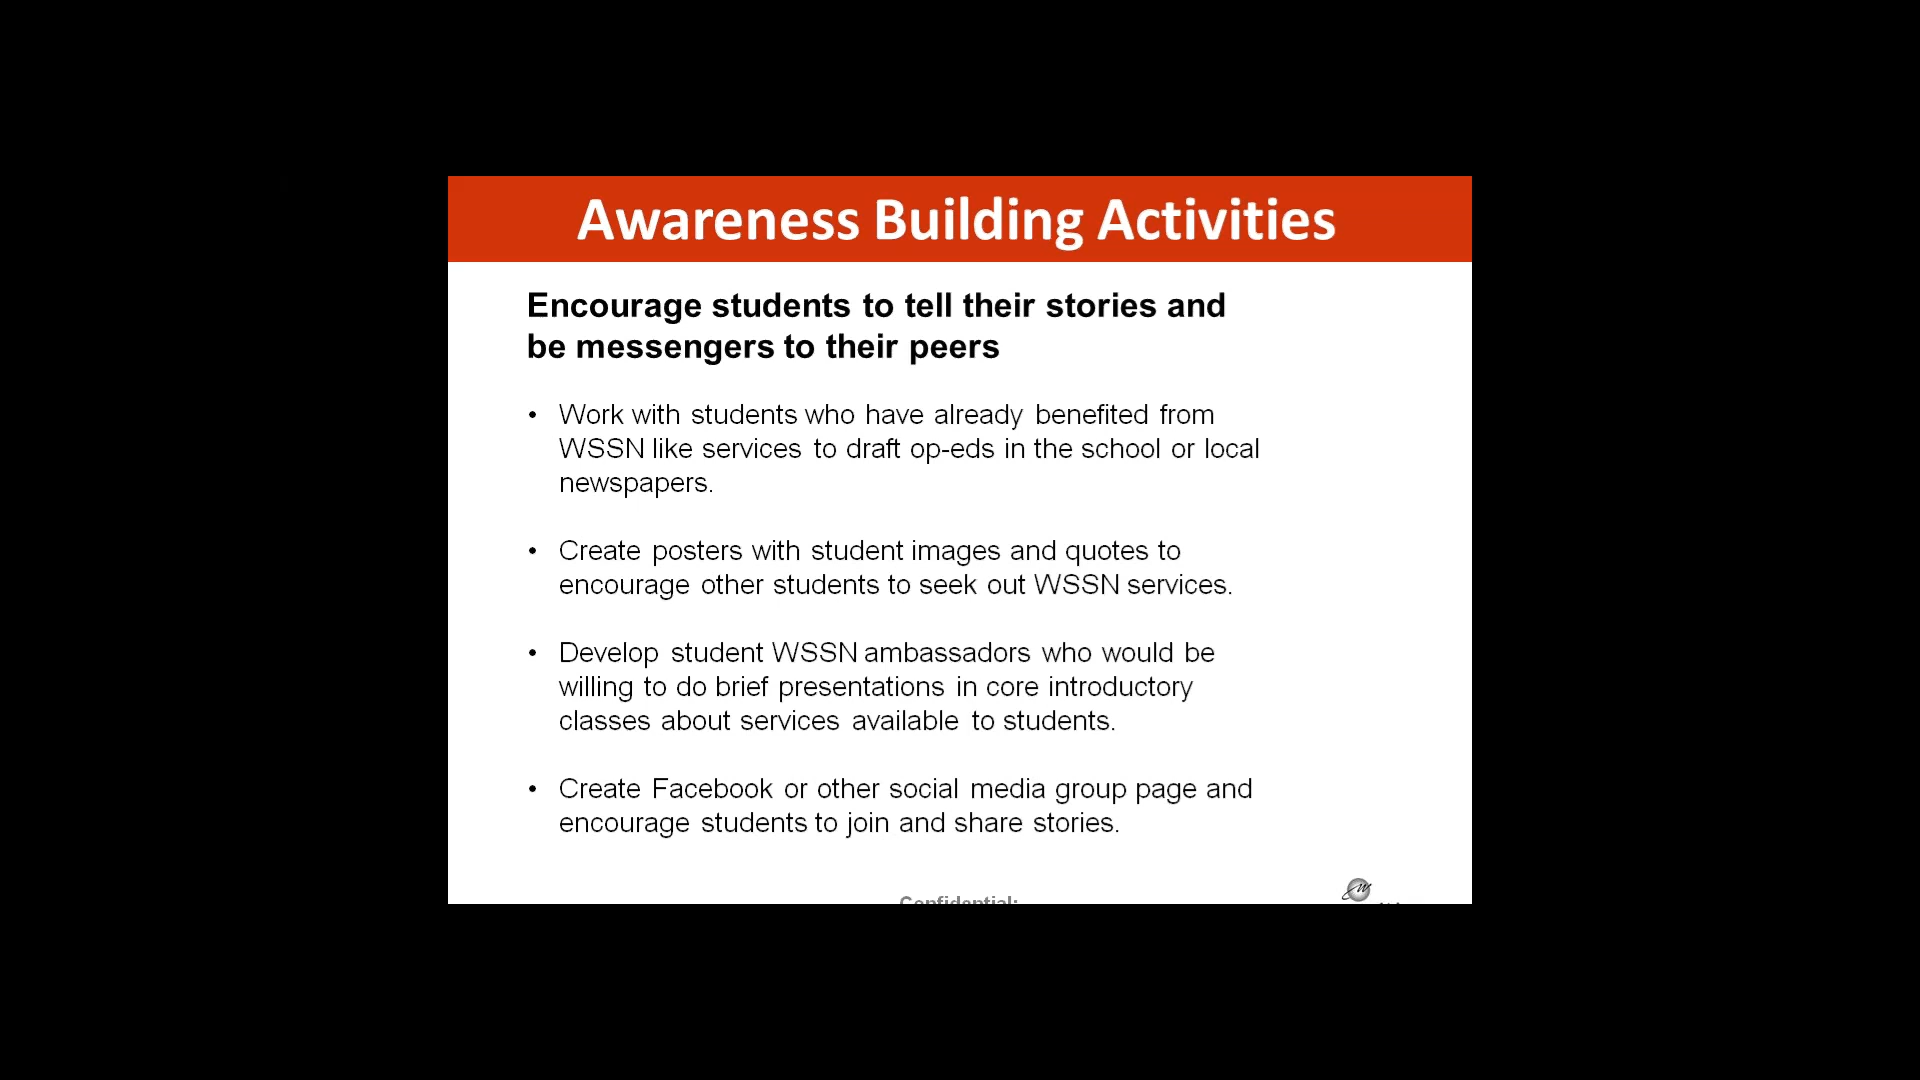 Awareness Building Activities
Encourage students to tell their stories and
be messengers to their peers
• Work with students who have already benefited from
WSSN like services to draft op-eds in the school or local
newspapers.
• Create posters with student images and quotes to
encourage other students to seek out WSSN services.
• Develop student WSSN ambassadors who would be
willing to do brief presentations in core introductory
classes about services available to students.
• Create Facebook or other social media group page and
encourage students to join and share stories.
Confidential: